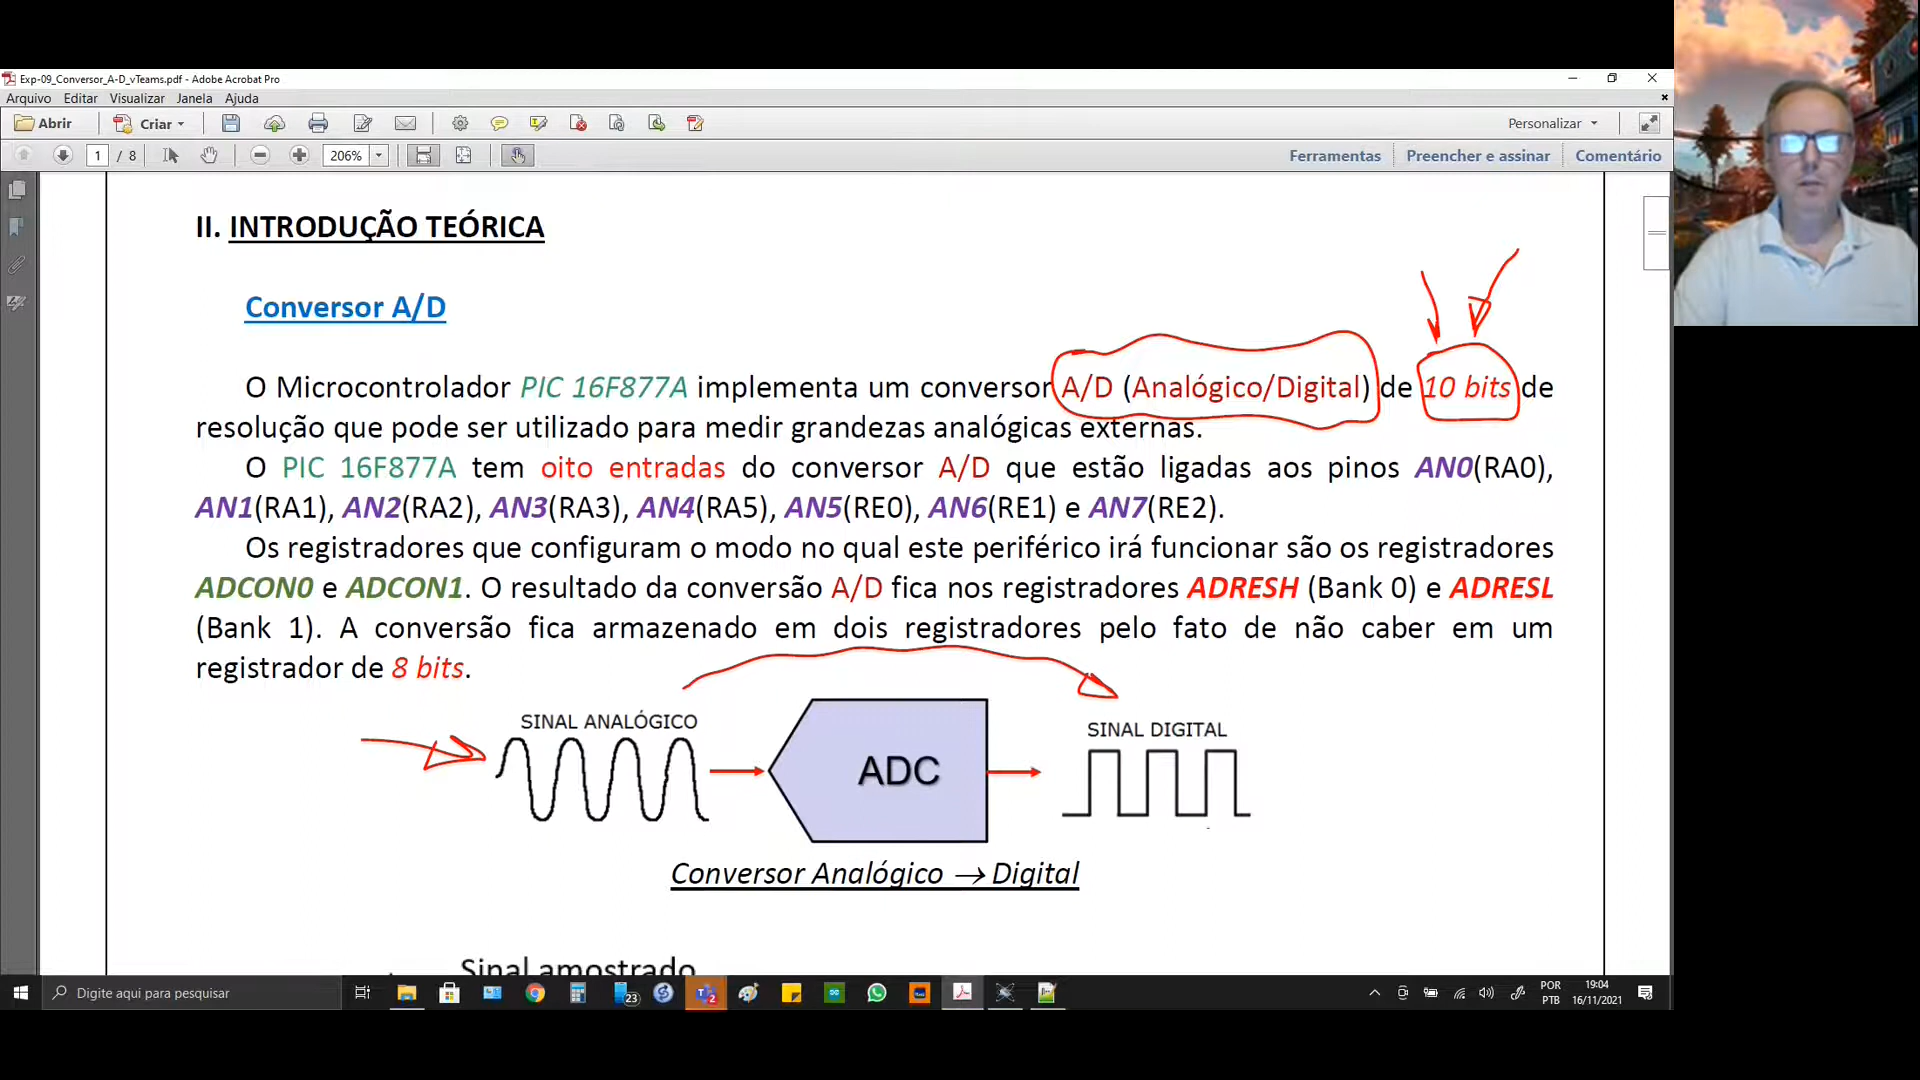 Exp-09_Conversor_A-D_vTeams.pdf - Adobe Acrobat Pro
Arquivo Editar Visualizar Janela Ajuda
Abrir Criar Personalizar
1 / 8 206% Ferramentas Preencher e assinar Comentário
II. INTRODUÇÃO TEÓRICA
Conversor A/D
O Microcontrolador PIC 16F877A implementa um conversor A/D (Analógico/Digital) de 10 bits de
resolução que pode ser utilizado para medir grandezas analógicas externas.
O PIC 16F877A tem oito entradas do conversor A/D que estão ligadas aos pinos AN0(RA0),
AN1(RA1), AN2(RA2), AN3(RA3), AN4(RA5), AN5(RE0), AN6(RE1) e AN7(RE2).
Os registradores que configuram o modo no qual este periférico irá funcionar são os registradores
ADCON0 e ADCON1. O resultado da conversão A/D fica nos registradores ADRESH (Bank 0) e ADRESL
(Bank 1). A conversão fica armazenado em dois registradores pelo fato de não caber em um
registrador de 8 bits.
SINAL ANALÓGICO
SINAL DIGITAL
ADC
Conversor Analógico → Digital
Sinal amostrado
Digite aqui para pesquisar
23
2
POR
PTB
19:04
16/11/2021